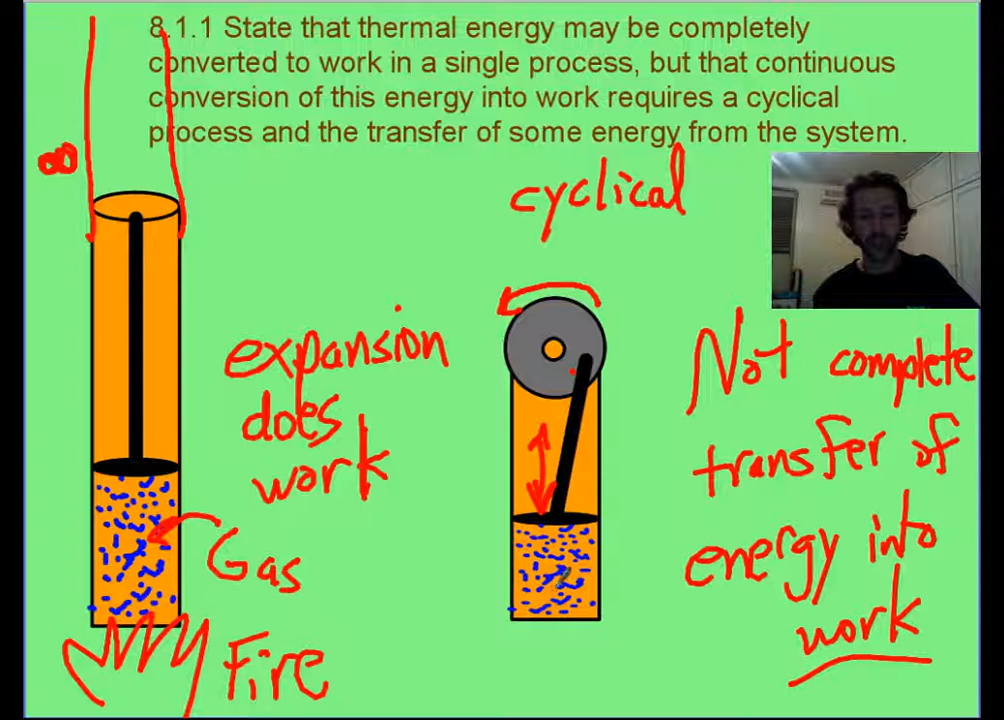 8.1.1 State that thermal energy may be completely
converted to work in a single process, but that continuous
conversion of this energy into work requires a cyclical
process and the transfer of some energy from the system.
∞
cyclical
expansion
does
work
Gas
Fire
Not complete
transfer of
energy into
work